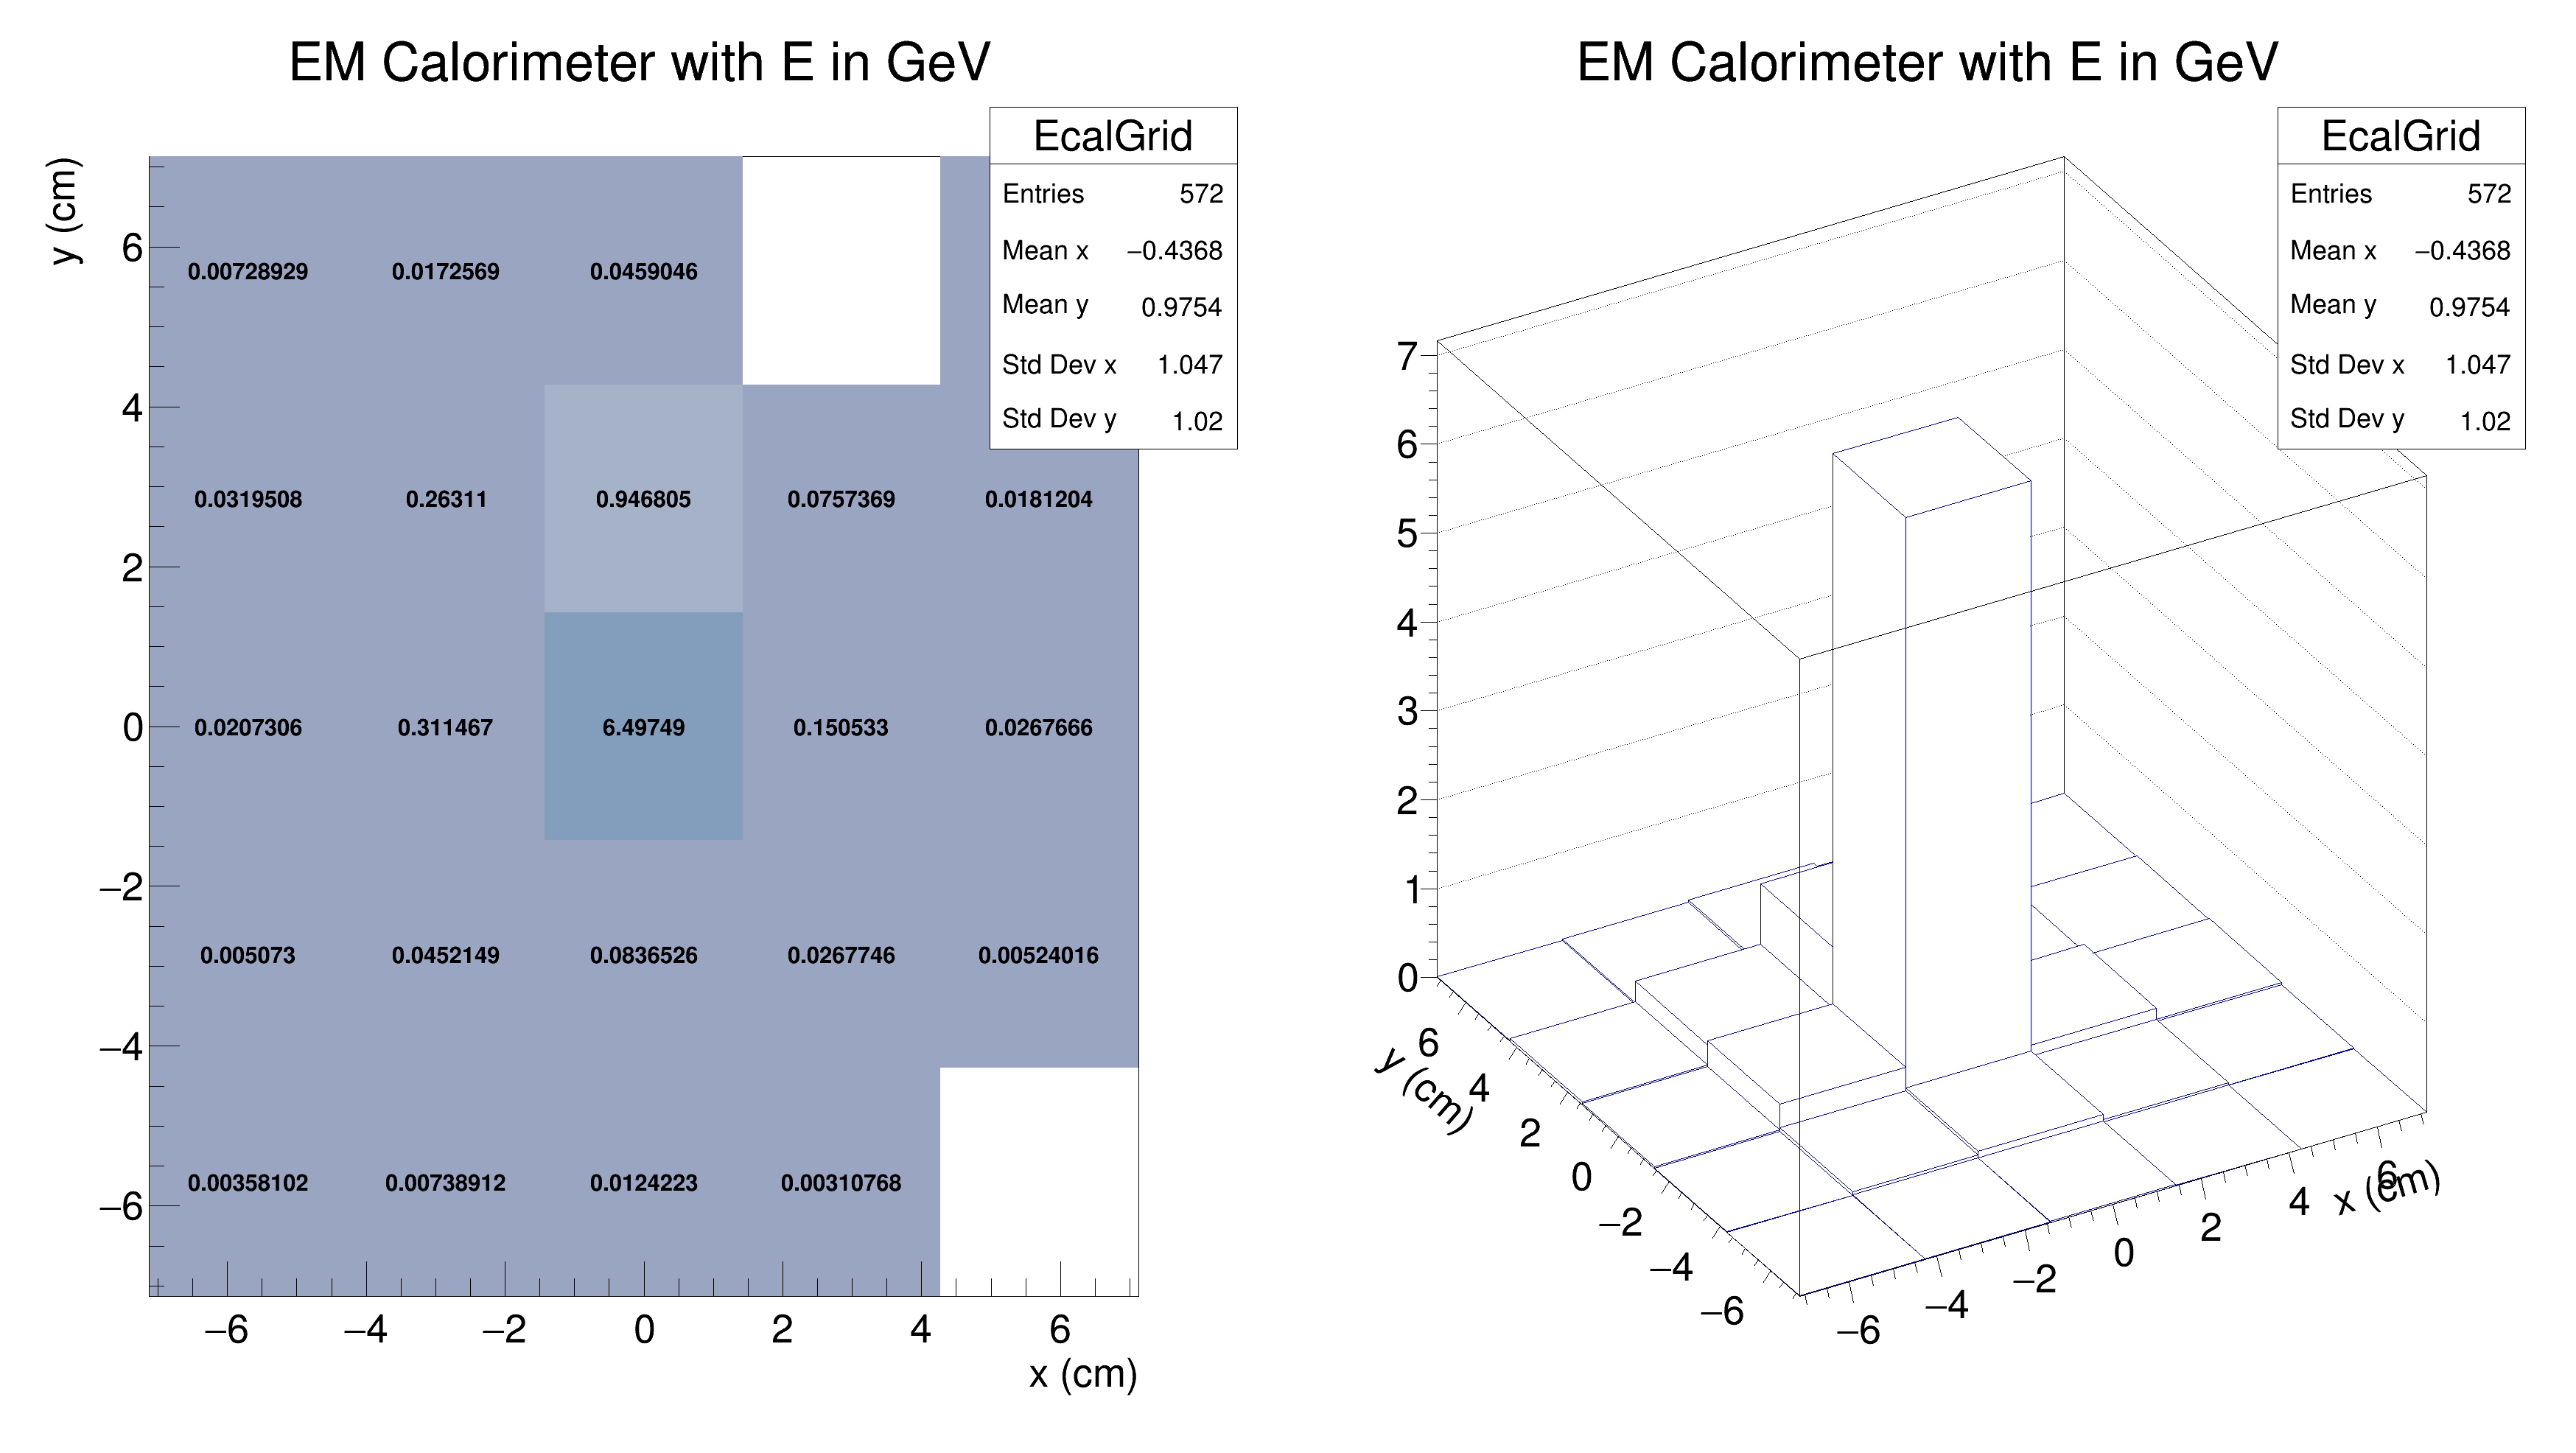 EM Calorimeter with E in GeV
EcalGrid
Entries 572
Mean x −0.4368
Mean y 0.9754
Std Dev x 1.047
Std Dev y 1.02
y (cm)
6
4
2
0
−2
−4
−6
0.00728929 0.0172569 0.0459046
0.0319508 0.26311 0.946805 0.0757369 0.0181204
0.0207306 0.311467 6.49749 0.150533 0.0267666
0.005073 0.0452149 0.0836526 0.0267746 0.00524016
0.00358102 0.00738912 0.0124223 0.00310768
−6 −4 −2 0 2 4 6
x (cm)
EM Calorimeter with E in GeV
EcalGrid
Entries 572
Mean x −0.4368
Mean y 0.9754
Std Dev x 1.047
Std Dev y 1.02
7
6
5
4
3
2
1
0
6
4
2
0
−2
−4
−6
y (cm)
−6
−4
−2
0
2
4
6
x (cm)